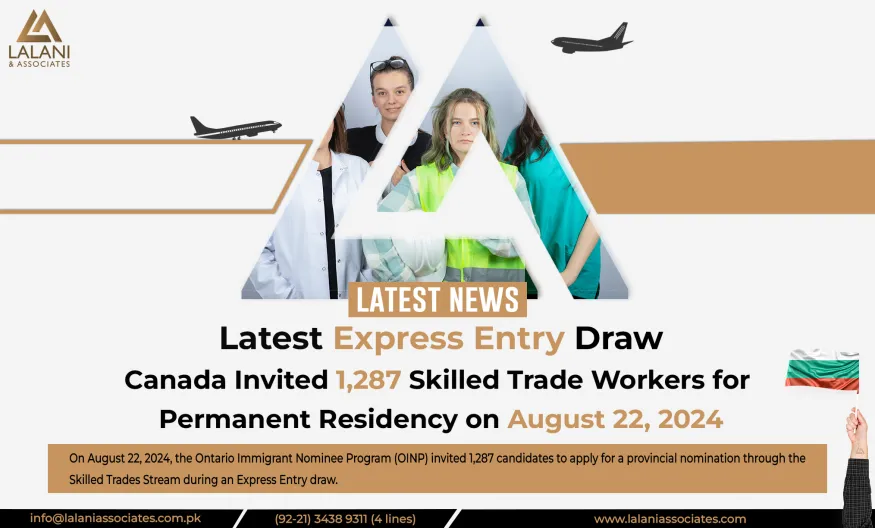 LALANI
& ASSOCIATES
LATEST NEWS
Latest Express Entry Draw
Canada Invited 1,287 Skilled Trade Workers for
Permanent Residency on August 22, 2024
On August 22, 2024, the Ontario Immigrant Nominee Program (OINP) invited 1,287 candidates to apply for a provincial nomination through the
Skilled Trades Stream during an Express Entry draw.
info@lalaniassociates.com.pk
(92-21) 3438 9311 (4 lines)
www.lalaniassociates.com